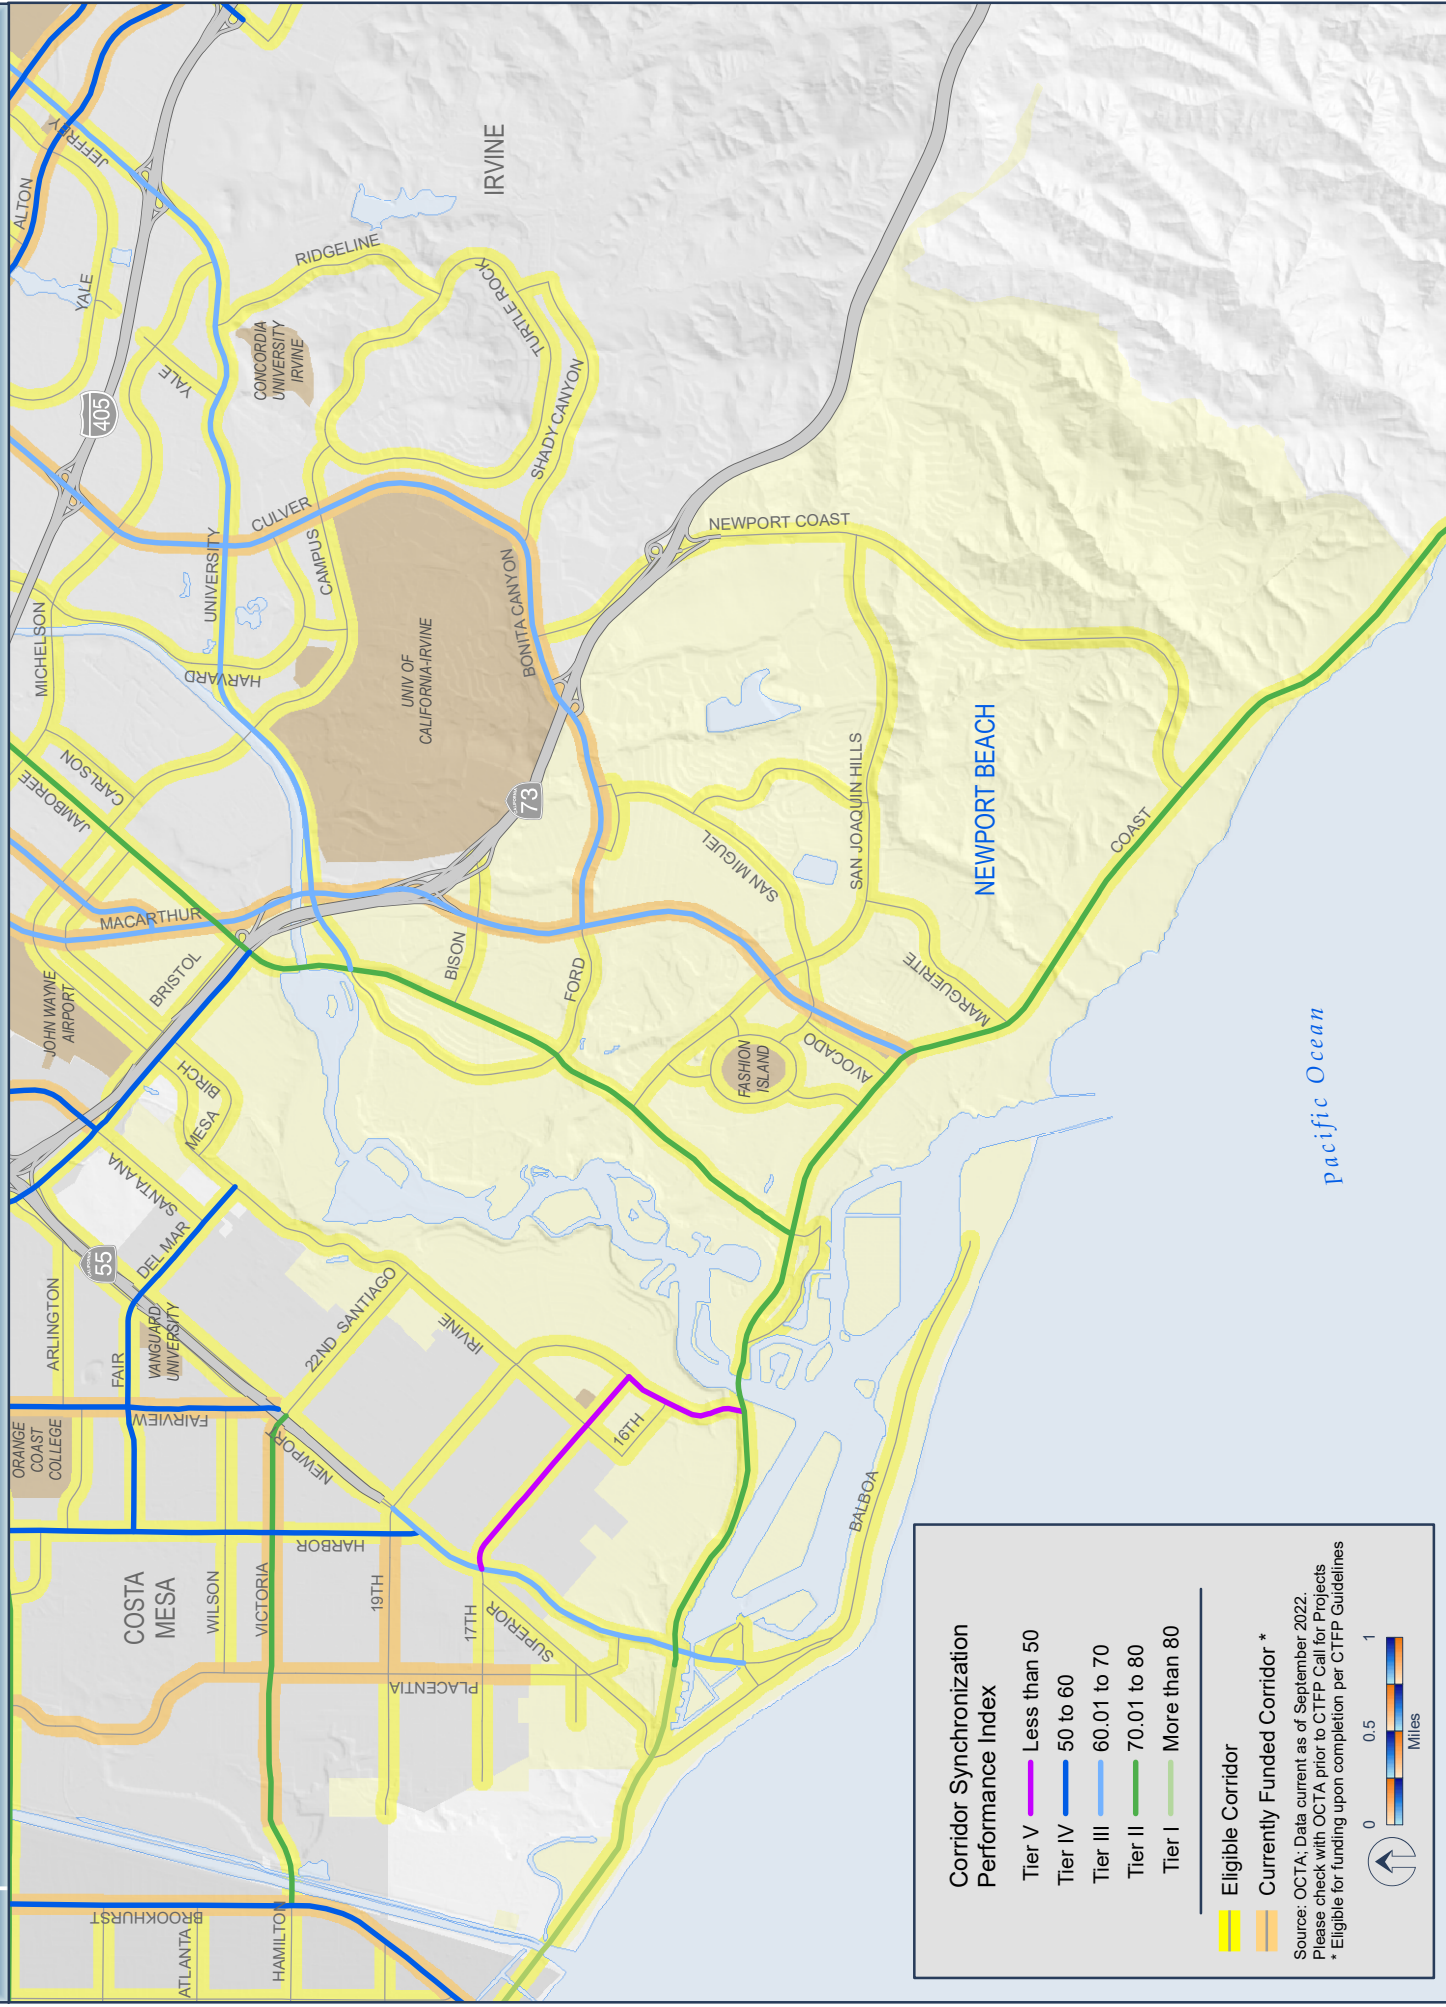 ALTON
JEFFREY
YALE
405
YALE
RIDGELINE
IRVINE
CONCORDIA
UNIVERSITY
IRVINE
TURTLE ROCK
SHADY CANYON
MICHELSON
UNIVERSITY
CULVER
CAMPUS
HARVARD
UNIV OF
CALIFORNIA-IRVINE
BONITA CANYON
NEWPORT COAST
CARLSON
JAMBOREE
MACARTHUR
CALIFORNIA
73
SAN MIGUEL
SAN JOAQUIN HILLS
NEWPORT BEACH
COAST
JOHN WAYNE
AIRPORT
BRISTOL
BISON
FORD
MARGUERITE
AVOCADO
FASHION
ISLAND
BIRCH
MESA
SANTA ANA
DEL MAR
CALIFORNIA
55
ARLINGTON
FAIR
VANGUARD
UNIVERSITY
22ND
SANTIAGO
IRVINE
16TH
FAIRVIEW
ORANGE
COAST
COLLEGE
NEWPORT
HARBOR
COSTA
MESA
WILSON
VICTORIA
19TH
17TH
SUPERIOR
PLACENTIA
BALBOA
BROOKHURST
ATLANTA
HAMILTON
Pacific Ocean
Corridor Synchronization
Performance Index
Tier V Less than 50
Tier IV 50 to 60
Tier III 60.01 to 70
Tier II 70.01 to 80
Tier I More than 80
Eligible Corridor
Currently Funded Corridor *
Source: OCTA; Data current as of September 2022.
Please check with OCTA prior to CTFP Call for Projects
* Eligible for funding upon completion per CTFP Guidelines
0 0.5 1
Miles